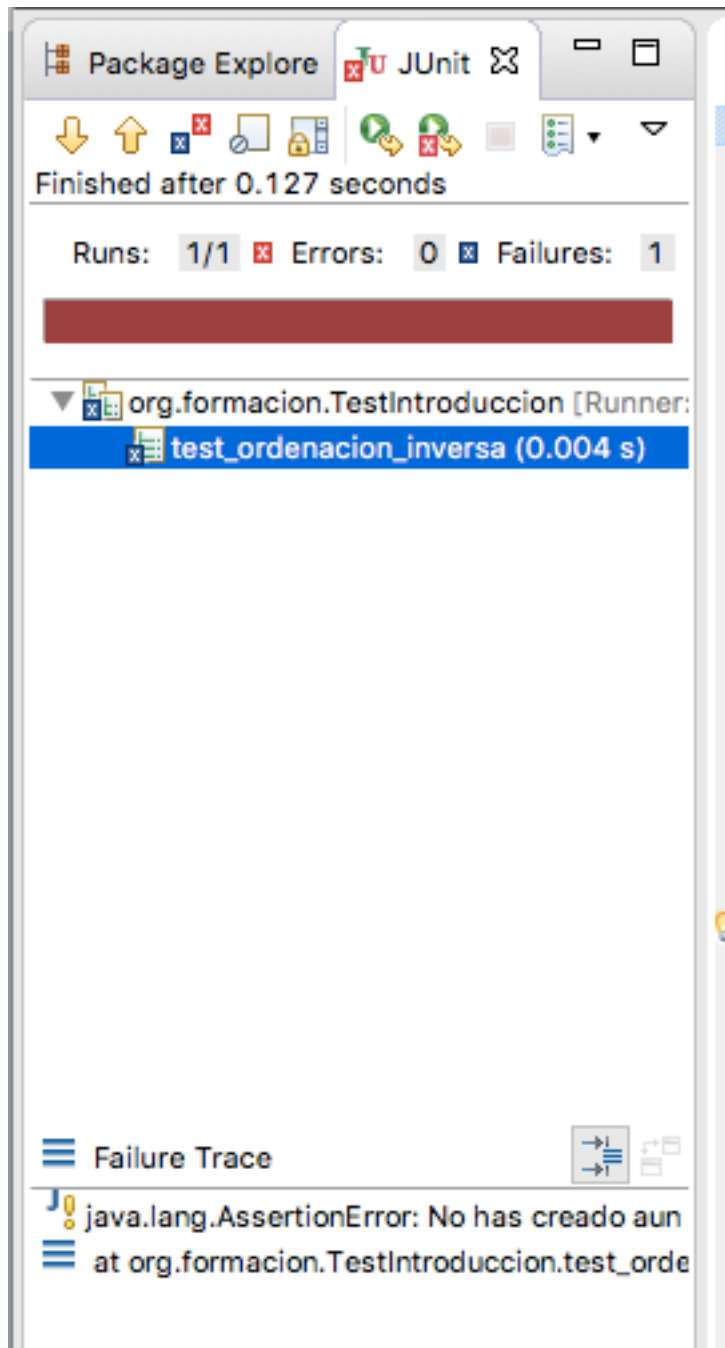 Package Explore JUnit
Finished after 0.127 seconds
Runs: 1/1 Errors: 0 Failures: 1
org.formacion.TestIntroduccion [Runner:
test_ordenacion_inversa (0.004 s)
Failure Trace
java.lang.AssertionError: No has creado aun
at org.formacion.TestIntroduccion.test_orde